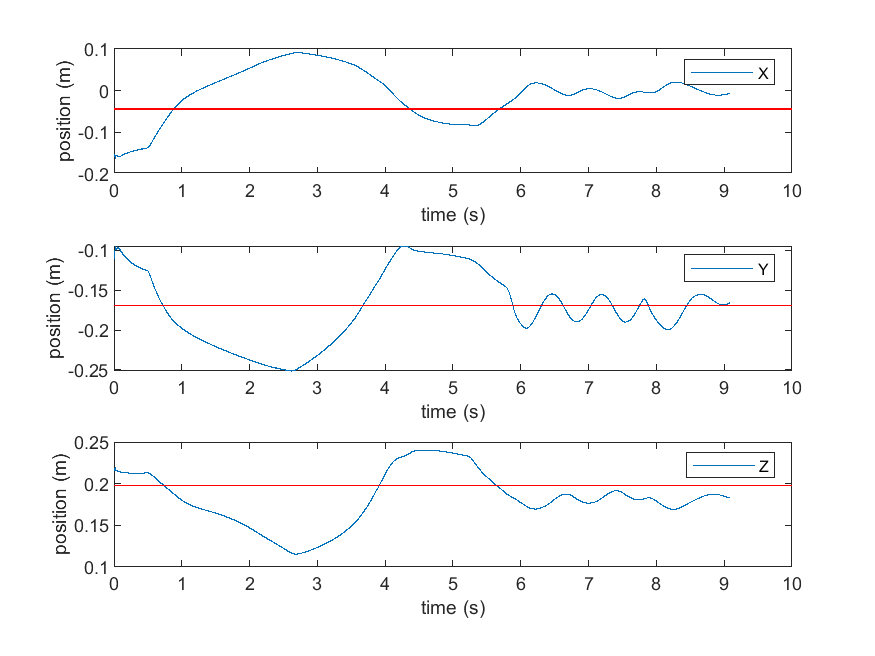 0.1
0
-0.1
-0.2
position (m)
X
0 1 2 3 4 5 6 7 8 9 10
time (s)
-0.1
-0.15
-0.2
-0.25
position (m)
Y
0 1 2 3 4 5 6 7 8 9 10
time (s)
0.25
0.2
0.15
0.1
position (m)
Z
0 1 2 3 4 5 6 7 8 9 10
time (s)